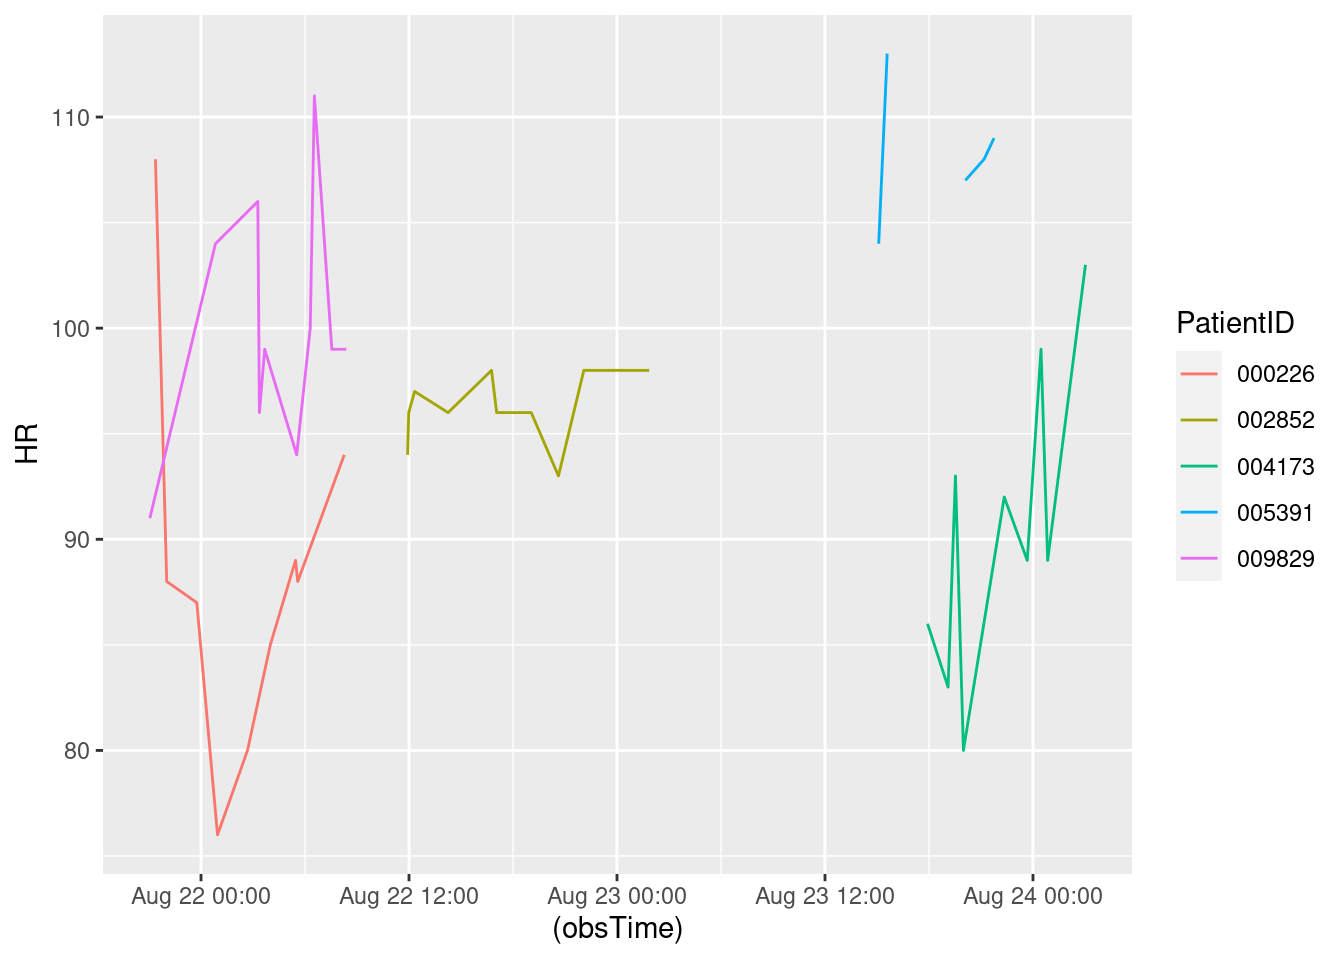 110
100
90
80
HR
Aug 22 00:00
Aug 22 12:00
Aug 23 00:00
Aug 23 12:00
Aug 24 00:00
(obsTime)
PatientID
000226
002852
004173
005391
009829